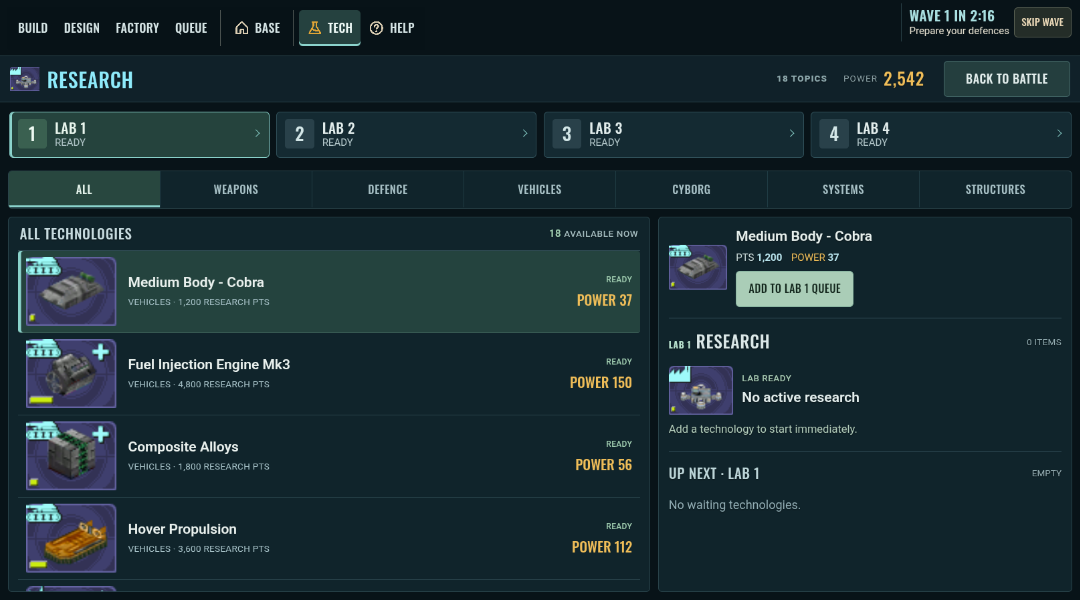 BUILD DESIGN FACTORY QUEUE BASE TECH HELP
WAVE 1 IN 2:16
Prepare your defences
SKIP WAVE
RESEARCH
18 TOPICS POWER 2,542
BACK TO BATTLE
1 LAB 1
READY
2 LAB 2
READY
3 LAB 3
READY
4 LAB 4
READY
ALL WEAPONS DEFENCE VEHICLES CYBORG SYSTEMS STRUCTURES
ALL TECHNOLOGIES
18 AVAILABLE NOW
Medium Body - Cobra
VEHICLES · 1,200 RESEARCH PTS
READY
POWER 37
Fuel Injection Engine Mk3
VEHICLES · 4,800 RESEARCH PTS
READY
POWER 150
Composite Alloys
VEHICLES · 1,800 RESEARCH PTS
READY
POWER 56
Hover Propulsion
VEHICLES · 3,600 RESEARCH PTS
READY
POWER 112
Medium Body - Cobra
PTS 1,200 POWER 37
ADD TO LAB 1 QUEUE
LAB 1 RESEARCH
0 ITEMS
LAB READY
No active research
Add a technology to start immediately.
UP NEXT · LAB 1
EMPTY
No waiting technologies.